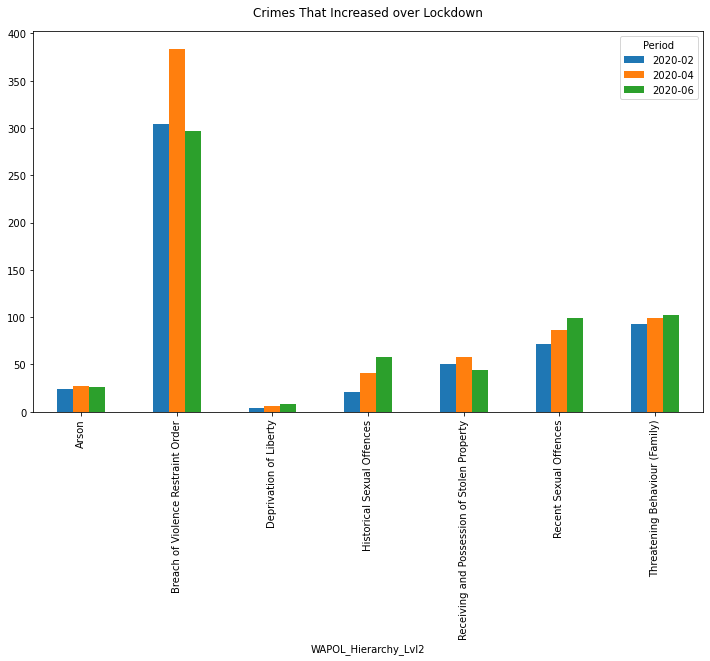 Crimes That Increased over Lockdown
Period
2020-02
2020-04
2020-06
400
350
300
250
200
150
100
50
0
Arson
Breach of Violence Restraint Order
Deprivation of Liberty
Historical Sexual Offences
Receiving and Possession of Stolen Property
Recent Sexual Offences
Threatening Behaviour (Family)
WAPOL_Hierarchy_Lvl2